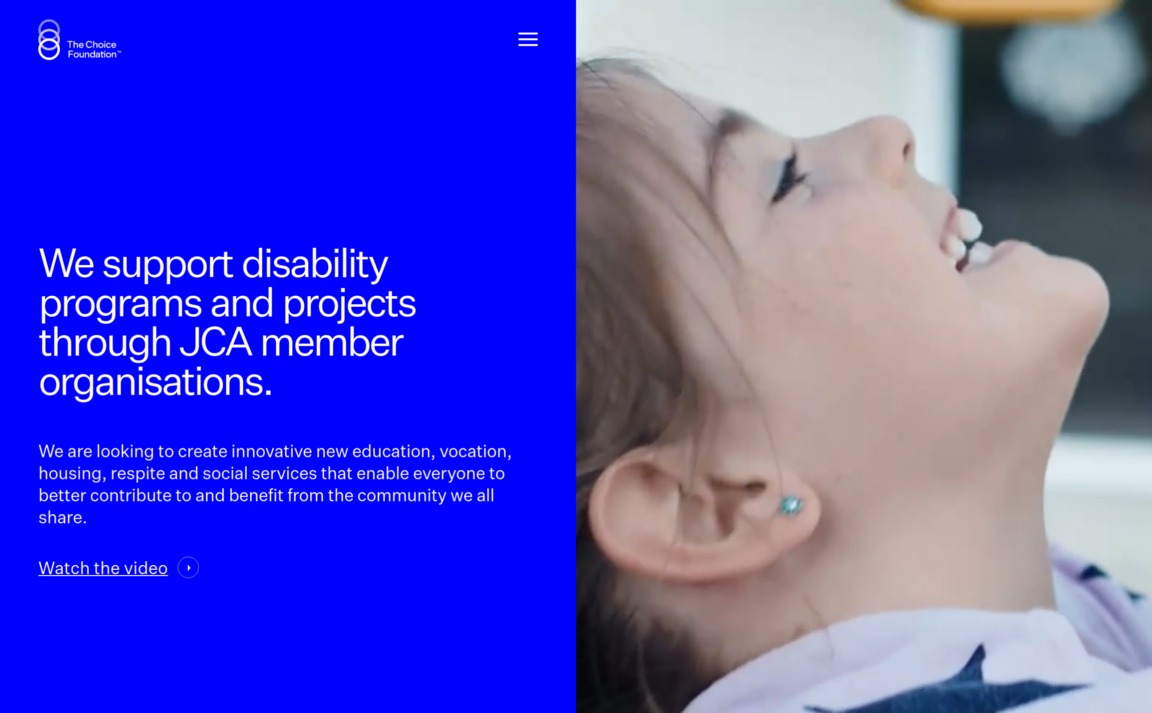 The Choice
Foundation™
We support disability
programs and projects
through JCA member
organisations.
We are looking to create innovative new education, vocation,
housing, respite and social services that enable everyone to
better contribute to and benefit from the community we all
share.
Watch the video